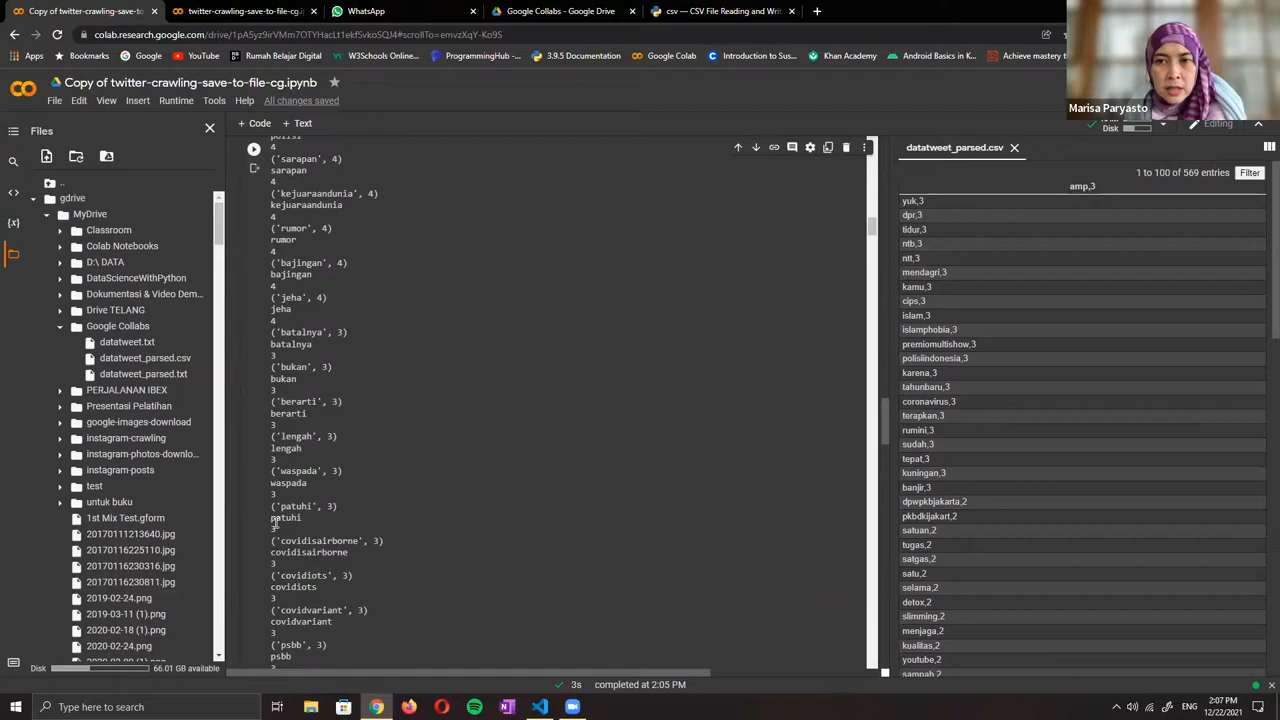 Copy of twitter-crawling-save-to
twitter-crawling-save-to-file-cg.i
WhatsApp
Google Collabs - Google Drive
csv — CSV File Reading and Writ
colab.research.google.com/drive/1pA5yz9irVMm7OTYHacLt1ekfSvkoSQJ4#scrollTo=emvzXqY-Ko9S
Apps
Bookmarks
Google
Rumah Belajar Digital
W3Schools Online...
ProgrammingHub,...
3.9.5 Documentation
Google Colab
Introduction to Sus...
Khan Academy
Android Basics in K...
Achieve mastery
Marisa Paryasto
Copy of twitter-crawling-save-to-file-cg.ipynb
File Edit View Insert Runtime Tools Help All changes saved
Disk
Editing
Files
+ Code + Text
..
gdrive
MyDrive
Classroom
Colab Notebooks
D:\ DATA
DataScienceWithPython
Dokumentasi & Video Dem...
Drive TELANG
Google Collabs
datatweet.txt
datatweet_parsed.csv
datatweet_parsed.txt
PERJALANAN IBEX
Presentasi Pelatihan
google-images-download
instagram-crawling
instagram-photos-downlo...
instagram-posts
test
untuk buku
1st Mix Test.gform
20170111213640.jpg
20170116225110.jpg
20170116230316.jpg
20170116230811.jpg
2019-02-24.png
2019-03-11 (1).png
2020-02-18 (1).png
2020-02-24.png
Disk 66.01 GB available
polisi
4
('sarapan', 4)
sarapan
4
('kejuaraandunia', 4)
kejuaraandunia
4
('rumor', 4)
rumor
4
('bajingan', 4)
bajingan
4
('jeha', 4)
jeha
4
('batalnya', 3)
batalnya
3
('bukan', 3)
bukan
3
('berarti', 3)
berarti
3
('lengah', 3)
lengah
3
('waspada', 3)
waspada
3
('patuhi', 3)
patuhi
3
('covidisairborne', 3)
covidisairborne
3
('covidiots', 3)
covidiots
3
('covidvariant', 3)
covidvariant
3
('psbb', 3)
psbb
datatweet_parsed.csv
1 to 100 of 569 entries Filter
amp,3
yuk,3
dpr,3
tidur,3
ntb,3
ntt,3
mendagri,3
kamu,3
cips,3
islam,3
islamphobia,3
premiomultishow,3
polisiindonesia,3
karena,3
tahunbaru,3
coronavirus,3
terapkan,3
rumini,3
sudah,3
tepat,3
kuningan,3
banjir,3
dpwpkbjakarta,2
pkbdkijakart,2
satuan,2
tugas,2
satgas,2
satu,2
selama,2
detox,2
slimming,2
menjaga,2
kualitas,2
youtube,2
sampah,2
3s completed at 2:05 PM
Type here to search
2:07 PM
12/22/2021